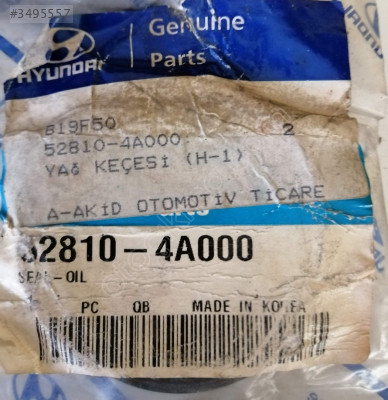 #3495557
HYUNDAI
Genuine
Parts
819F50
52810-4A000 2
YAĞ KEÇESİ (H-1)
A-AKİD OTOMOTİV TİCARE
52810-4A000
SEAL-OIL
PC QB MADE IN KOREA